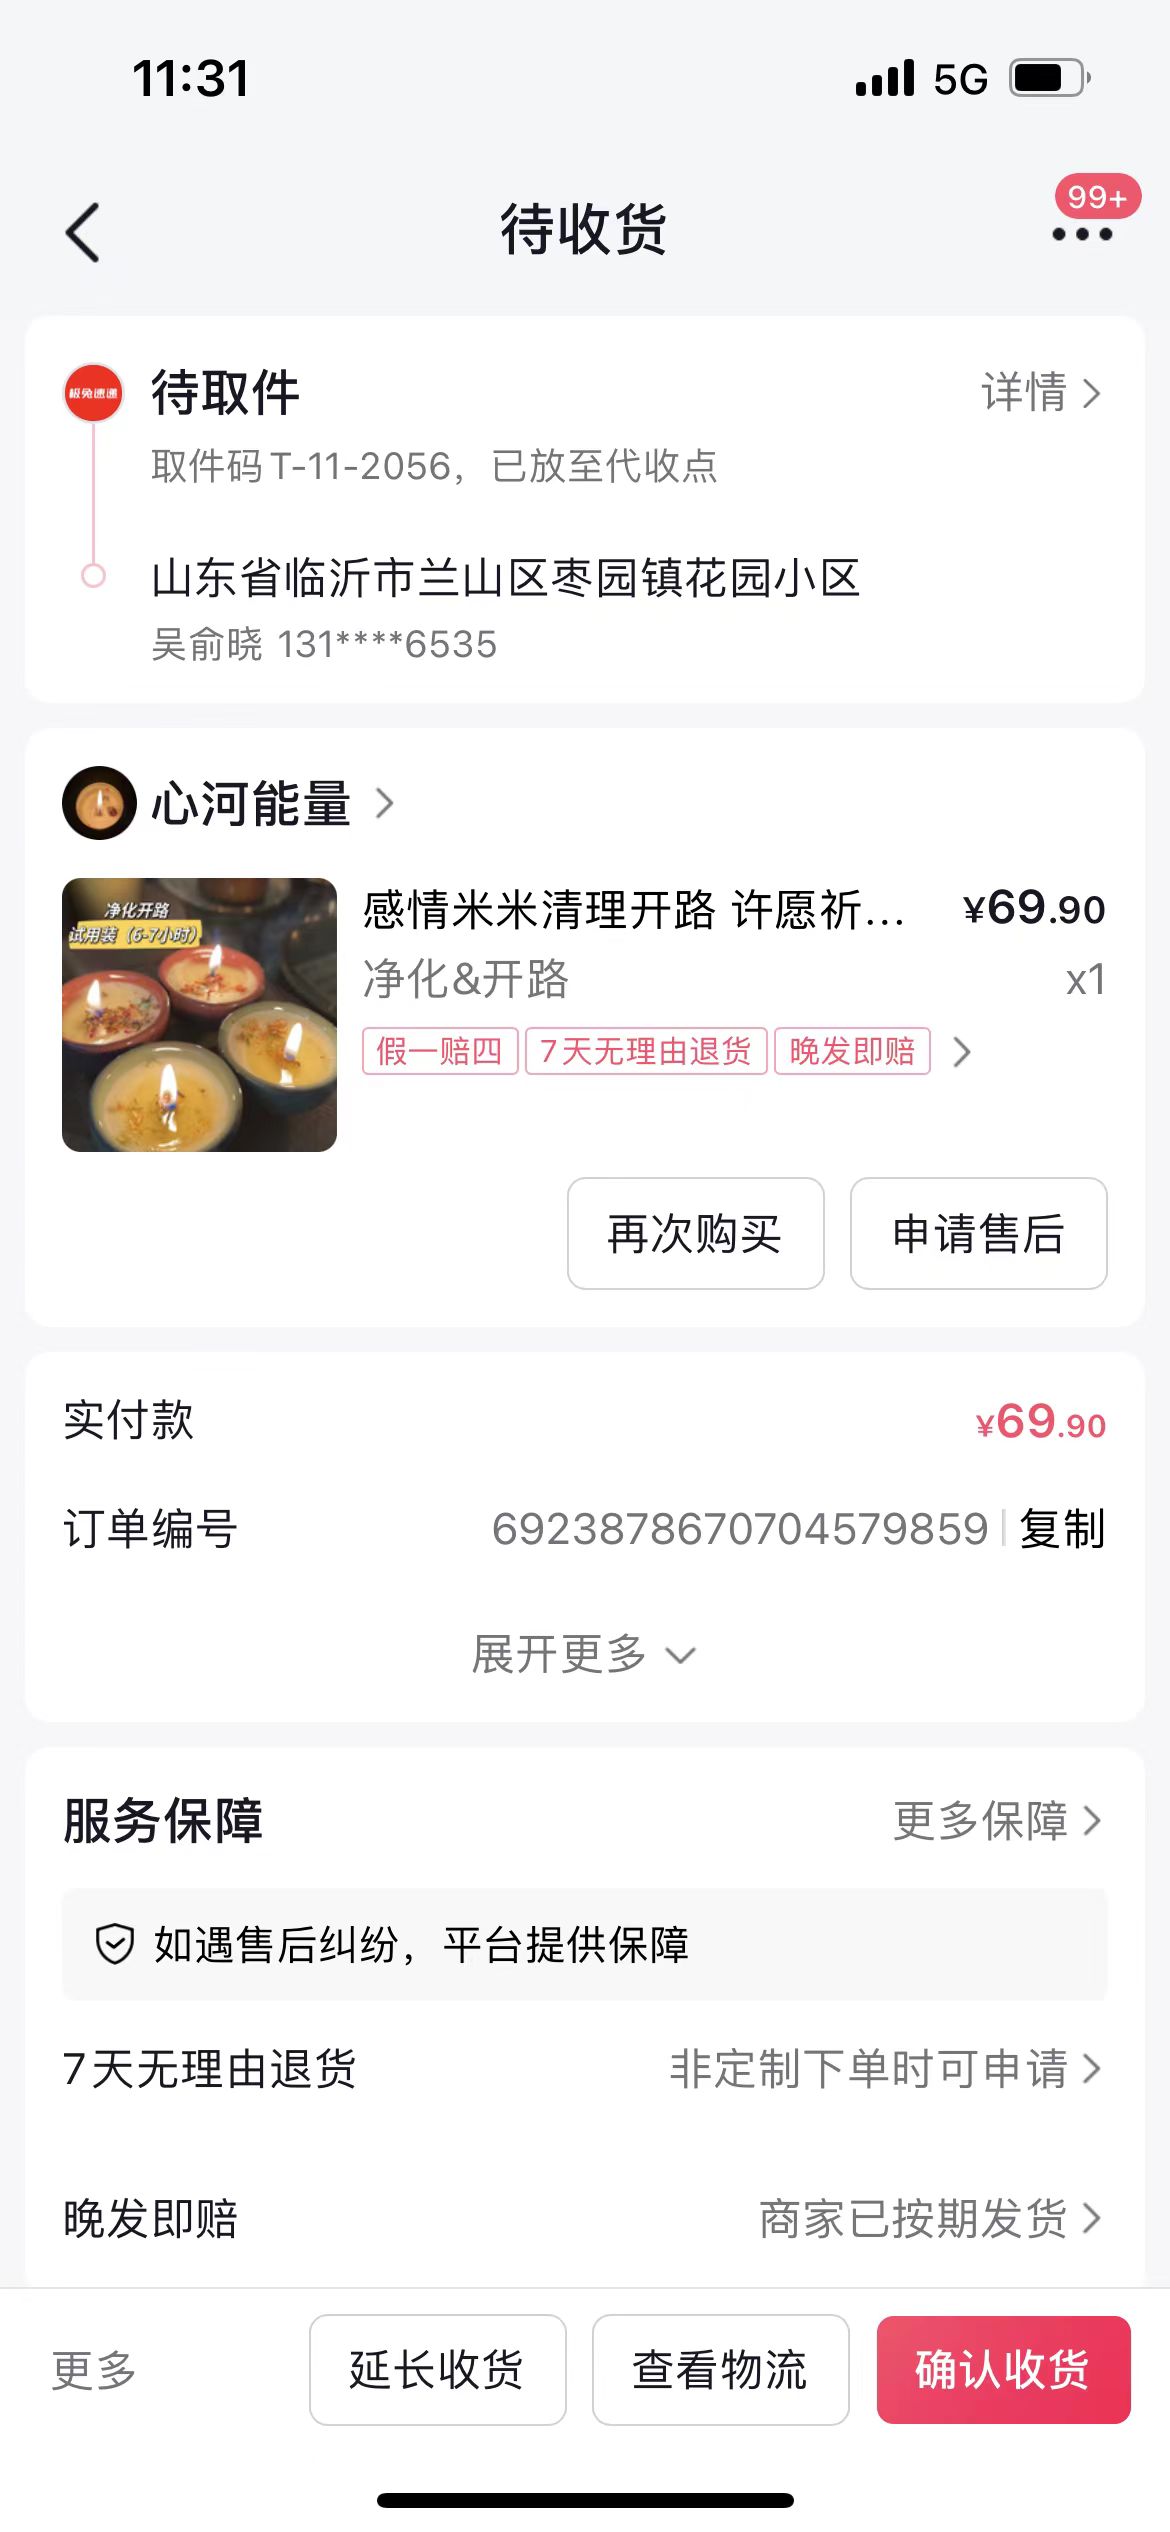 11:31
5G
99+
待收货
极兔速递
待取件
详情
取件码T-11-2056，已放至代收点
山东省临沂市兰山区枣园镇花园小区
吴俞晓 131****6535
心河能量
净化开路
试用装（6-7小时）
感情米米清理开路 许愿祈...
¥69.90
净化&开路
x1
假一赔四
7天无理由退货
晚发即赔
再次购买
申请售后
实付款
¥69.90
订单编号
6923878670704579859
复制
展开更多
服务保障
更多保障
如遇售后纠纷，平台提供保障
7天无理由退货
非定制下单时可申请
晚发即赔
商家已按期发货
更多
延长收货
查看物流
确认收货